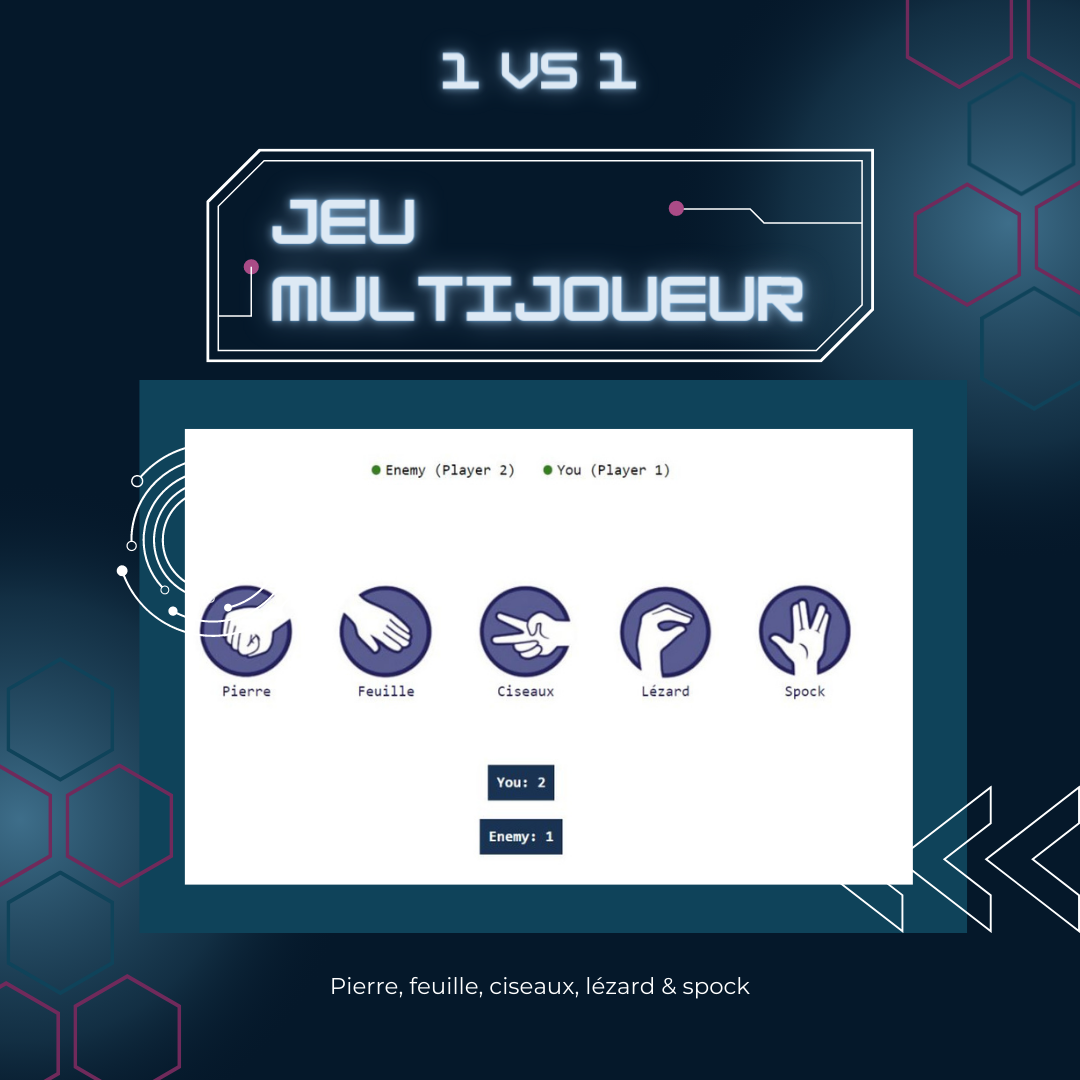 1 VS 1
JEU
MULTIJOUEUR
Enemy (Player 2) You (Player 1)
Pierre Feuille Ciseaux Lézard Spock
You: 2
Enemy: 1
Pierre, feuille, ciseaux, lézard & spock